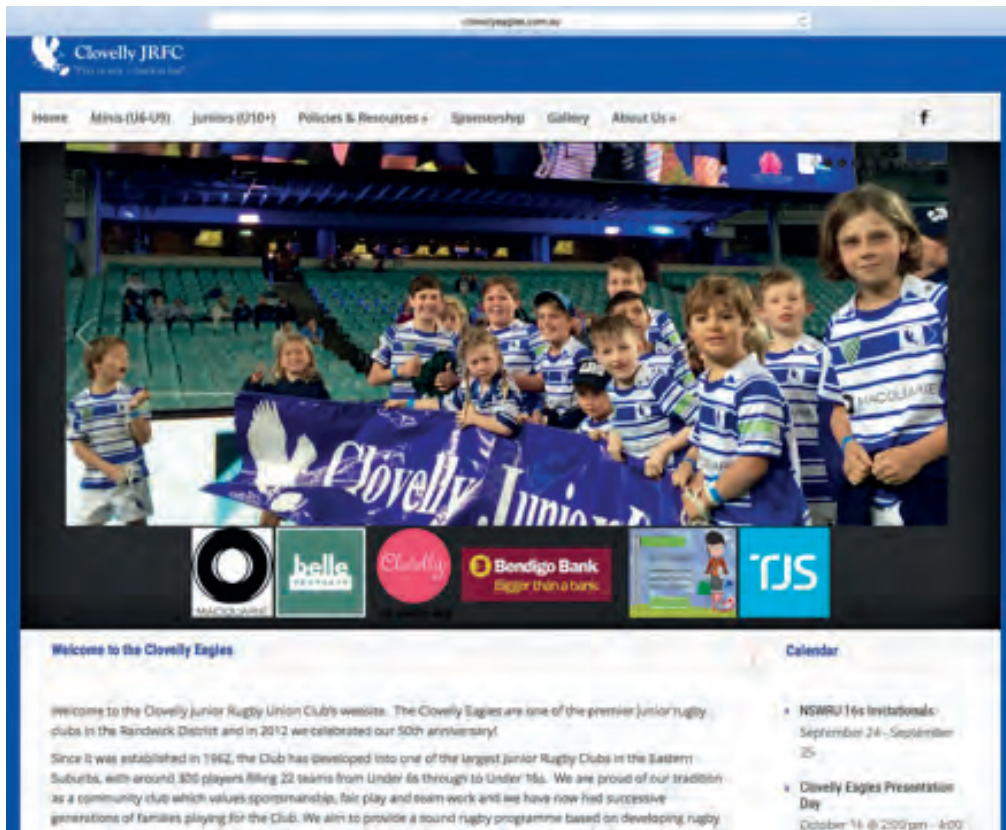 clovellyeagles.com.au
Clovelly JRFC
Home Minis (U6-U9) Juniors (U10+) Policies & Resources » Sponsorship Gallery About Us » f
MACQUARIE
Clovelly Junior
MACQUARIE
belle
PROPERTY
Clovelly
Bendigo Bank
Bigger than a bank.
TJS
Welcome to the Clovelly Eagles
Welcome to the Clovelly Junior Rugby Union Club's website. The Clovelly Eagles are one of the premier junior rugby
clubs in the Randwick District and in 2012 we celebrated our 50th anniversary!
Since it was established in 1962, the Club has developed into one of the largest Junior Rugby Clubs in the Eastern
Suburbs, with around 300 players filling 22 teams from Under 6s through to Under 16s. We are proud of our tradition
as a community club which values sportsmanship, fair play and team work and we have now had successive
generations of families playing for the Club. We aim to provide a sound rugby programme based on developing rugby
Calendar
NSWRU 16s Invitationals
September 24 - September
25
Clovelly Eagles Presentation
Day
October 16 @ 2:00 pm - 4:00